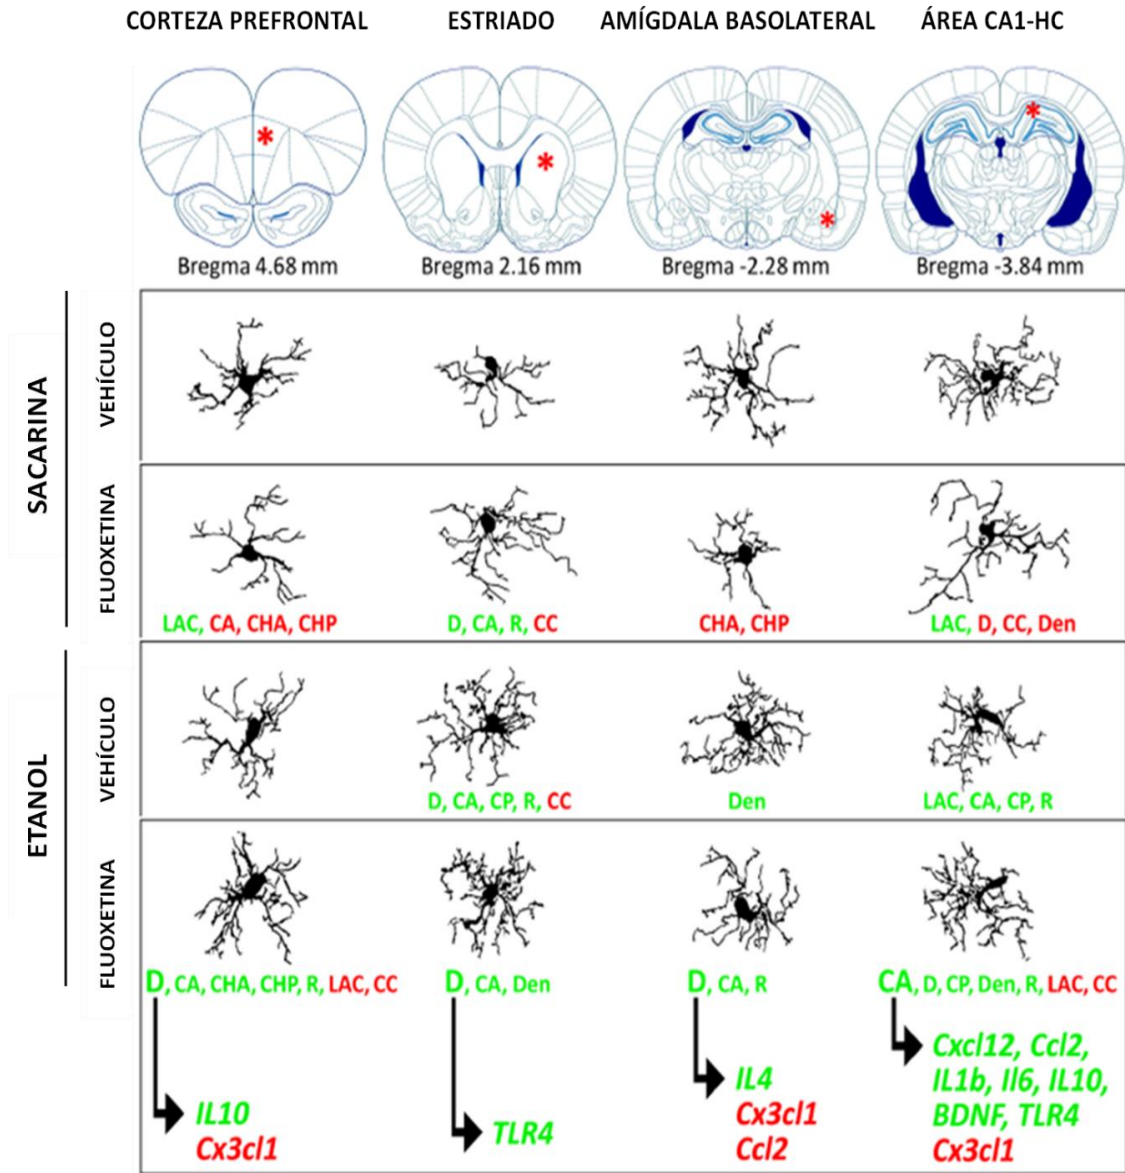 CORTEZA PREFRONTAL ESTRIADO AMÍGDALA BASOLATERAL ÁREA CA1-HC
Bregma 4.68 mm Bregma 2.16 mm Bregma -2.28 mm Bregma -3.84 mm
SACARINA
VEHÍCULO
FLUOXETINA
LAC, CA, CHA, CHP D, CA, R, CC CHA, CHP LAC, D, CC, Den
ETANOL
VEHÍCULO
D, CA, CP, R, CC Den LAC, CA, CP, R
FLUOXETINA
D, CA, CHA, CHP, R, LAC, CC D, CA, Den D, CA, R CA, D, CP, Den, R, LAC, CC
IL10
Cx3cl1
TLR4
IL4
Cx3cl1
Ccl2
Cxcl12, Ccl2,
IL1b, Il6, IL10,
BDNF, TLR4
Cx3cl1